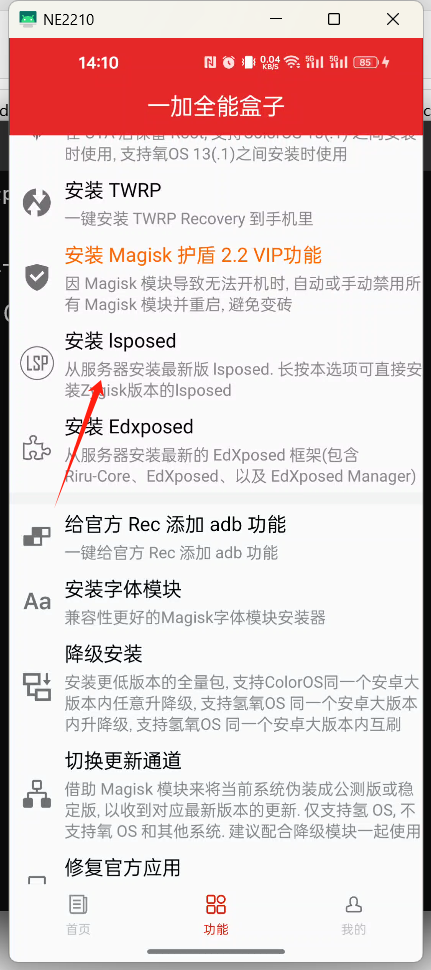 NE2210
14:10
0.04
KB/S
5G
5G
85
一加全能盒子
时使用, 支持氧OS 13(.1)之间安装时使用
安装 TWRP
一键安装 TWRP Recovery 到手机里
安装 Magisk 护盾 2.2 VIP功能
因 Magisk 模块导致无法开机时, 自动或手动禁用所
有 Magisk 模块并重启, 避免变砖
安装 lsposed
LSP
从服务器安装最新版 lsposed. 长按本选项可直接安
装Zygisk版本的lsposed
安装 Edxposed
从服务器安装最新的 EdXposed 框架(包含
Riru-Core、EdXposed、以及 EdXposed Manager)
给官方 Rec 添加 adb 功能
一键给官方 Rec 添加 adb 功能
Aa
安装字体模块
兼容性更好的Magisk字体模块安装器
降级安装
安装更低版本的全量包, 支持ColorOS同一个安卓大
版本内任意升降级, 支持氢氧OS 同一个安卓大版本
内升降级, 支持氢氧OS 同一个安卓大版本内互刷
切换更新通道
借助 Magisk 模块来将当前系统伪装成公测版或稳
定版, 以收到对应最新版本的更新. 仅支持氢 OS, 不
支持氧 OS 和其他系统. 建议配合降级模块一起使用
修复官方应用
首页
功能
我的